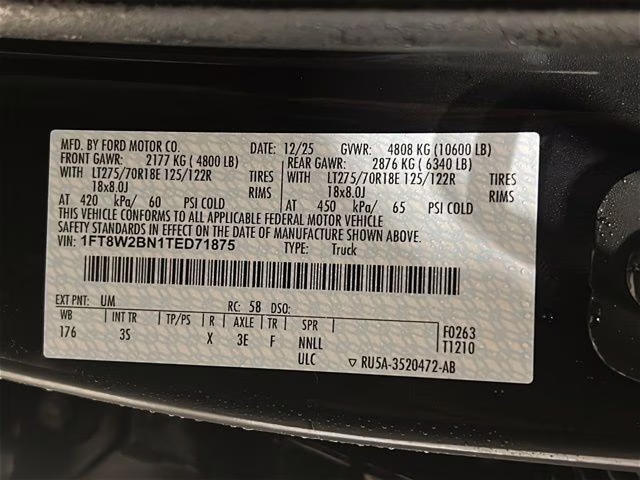 MFD. BY FORD MOTOR CO. DATE: 12/25 GVWR: 4808 KG (10600 LB)
FRONT GAWR: 2177 KG (4800 LB) REAR GAWR: 2876 KG (6340 LB)
WITH LT275/70R18E 125/122R TIRES WITH LT275/70R18E 125/122R TIRES
18x8.0J RIMS 18x8.0J RIMS
AT 420 kPa/ 60 PSI COLD AT 450 kPa/ 65 PSI COLD
THIS VEHICLE CONFORMS TO ALL APPLICABLE FEDERAL MOTOR VEHICLE
SAFETY STANDARDS IN EFFECT ON THE DATE OF MANUFACTURE SHOWN ABOVE.
VIN: 1FT8W2BN1TED71875 TYPE: Truck
EXT PNT: UM RC: 58 DSO:
WB INT TR TP/PS R AXLE TR SPR F0263
176 3S X 3E F NNLL T1210
ULC RU5A-3520472-AB